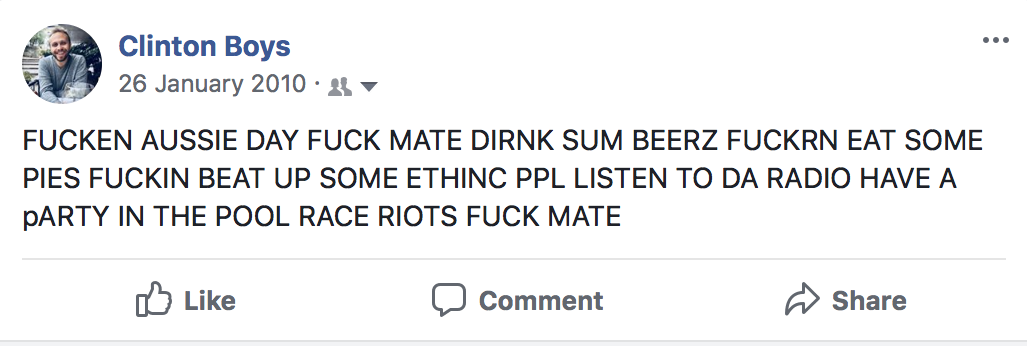 Clinton Boys
26 January 2010 ·
FUCKEN AUSSIE DAY FUCK MATE DIRNK SUM BEERZ FUCKRN EAT SOME
PIES FUCKIN BEAT UP SOME ETHINC PPL LISTEN TO DA RADIO HAVE A
pARTY IN THE POOL RACE RIOTS FUCK MATE
Like Comment Share